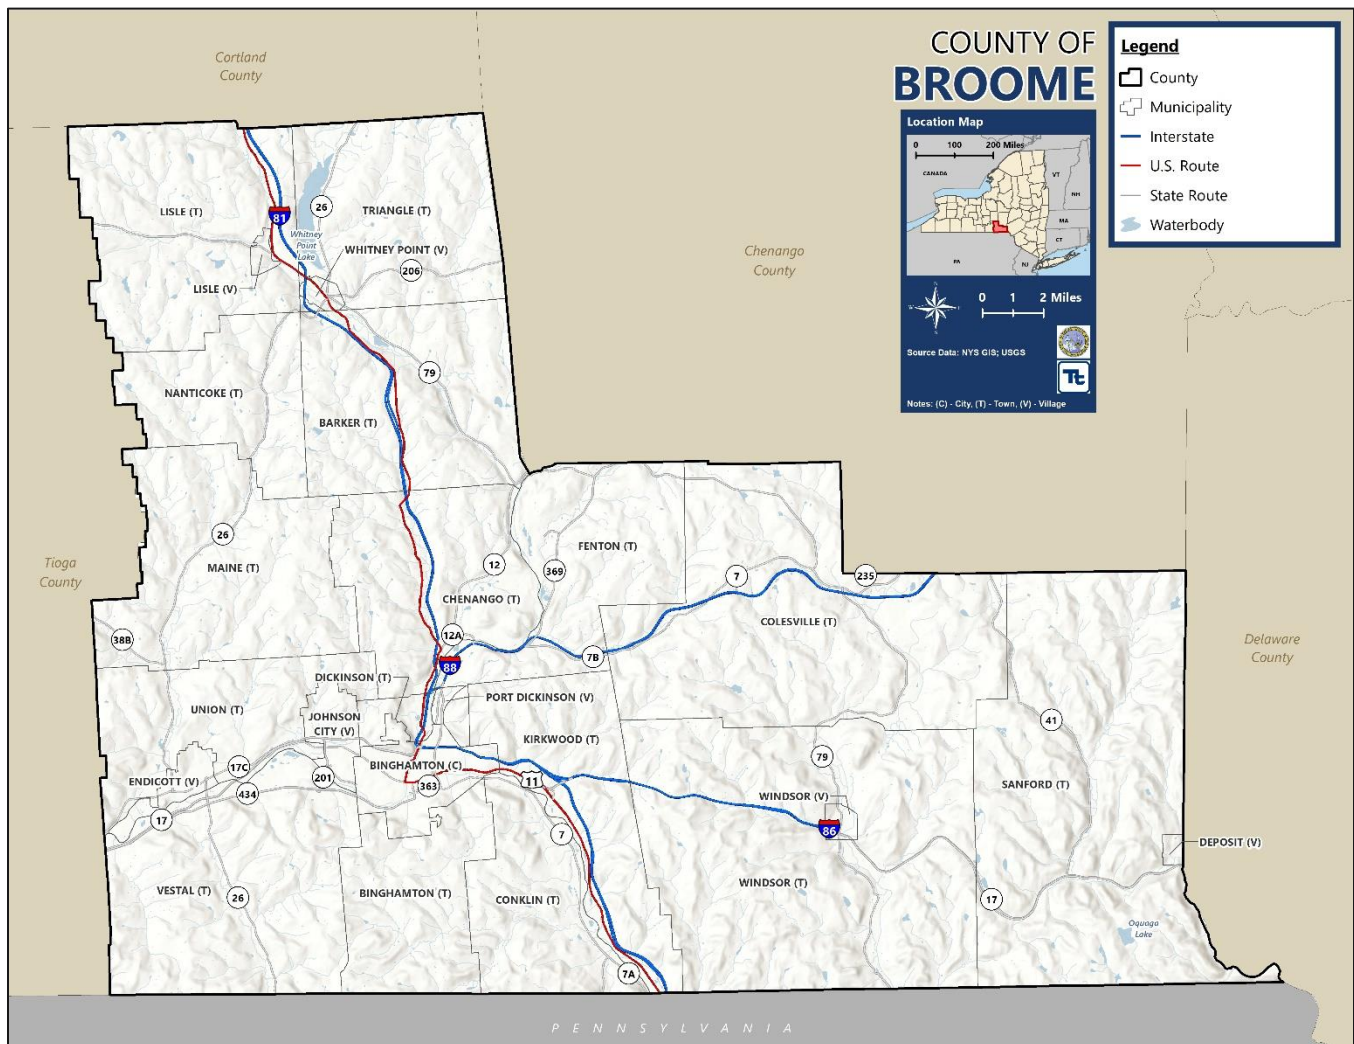 COUNTY OF
BROOME
Legend
County
Municipality
Interstate
U.S. Route
State Route
Waterbody
Location Map
0 100 200 Miles
CANADA
VT
NH
MA
CT
PA
NJ
0 1 2 Miles
Source Data: NYS GIS; USGS
Tt
Notes: (C) - City, (T) - Town, (V) - Village
Cortland
County
Chenango
County
Tioga
County
Delaware
County
LISLE (T)
81
26
TRIANGLE (T)
Whitney
Point
Lake
WHITNEY POINT (V)
206
LISLE (V)
79
NANTICOKE (T)
BARKER (T)
26
MAINE (T)
12
369
FENTON (T)
7
235
CHENANGO (T)
COLESVILLE (T)
38B
12A
88
7B
DICKINSON (T)
PORT DICKINSON (V)
UNION (T)
JOHNSON
CITY (V)
KIRKWOOD (T)
41
79
17C
BINGHAMTON (C)
ENDICOTT (V)
201
363
11
434
SANFORD (T)
WINDSOR (V)
17
7
86
DEPOSIT (V)
VESTAL (T)
26
BINGHAMTON (T)
CONKLIN (T)
WINDSOR (T)
17
Oquaga
Lake
7A
PENNSYLVANIA